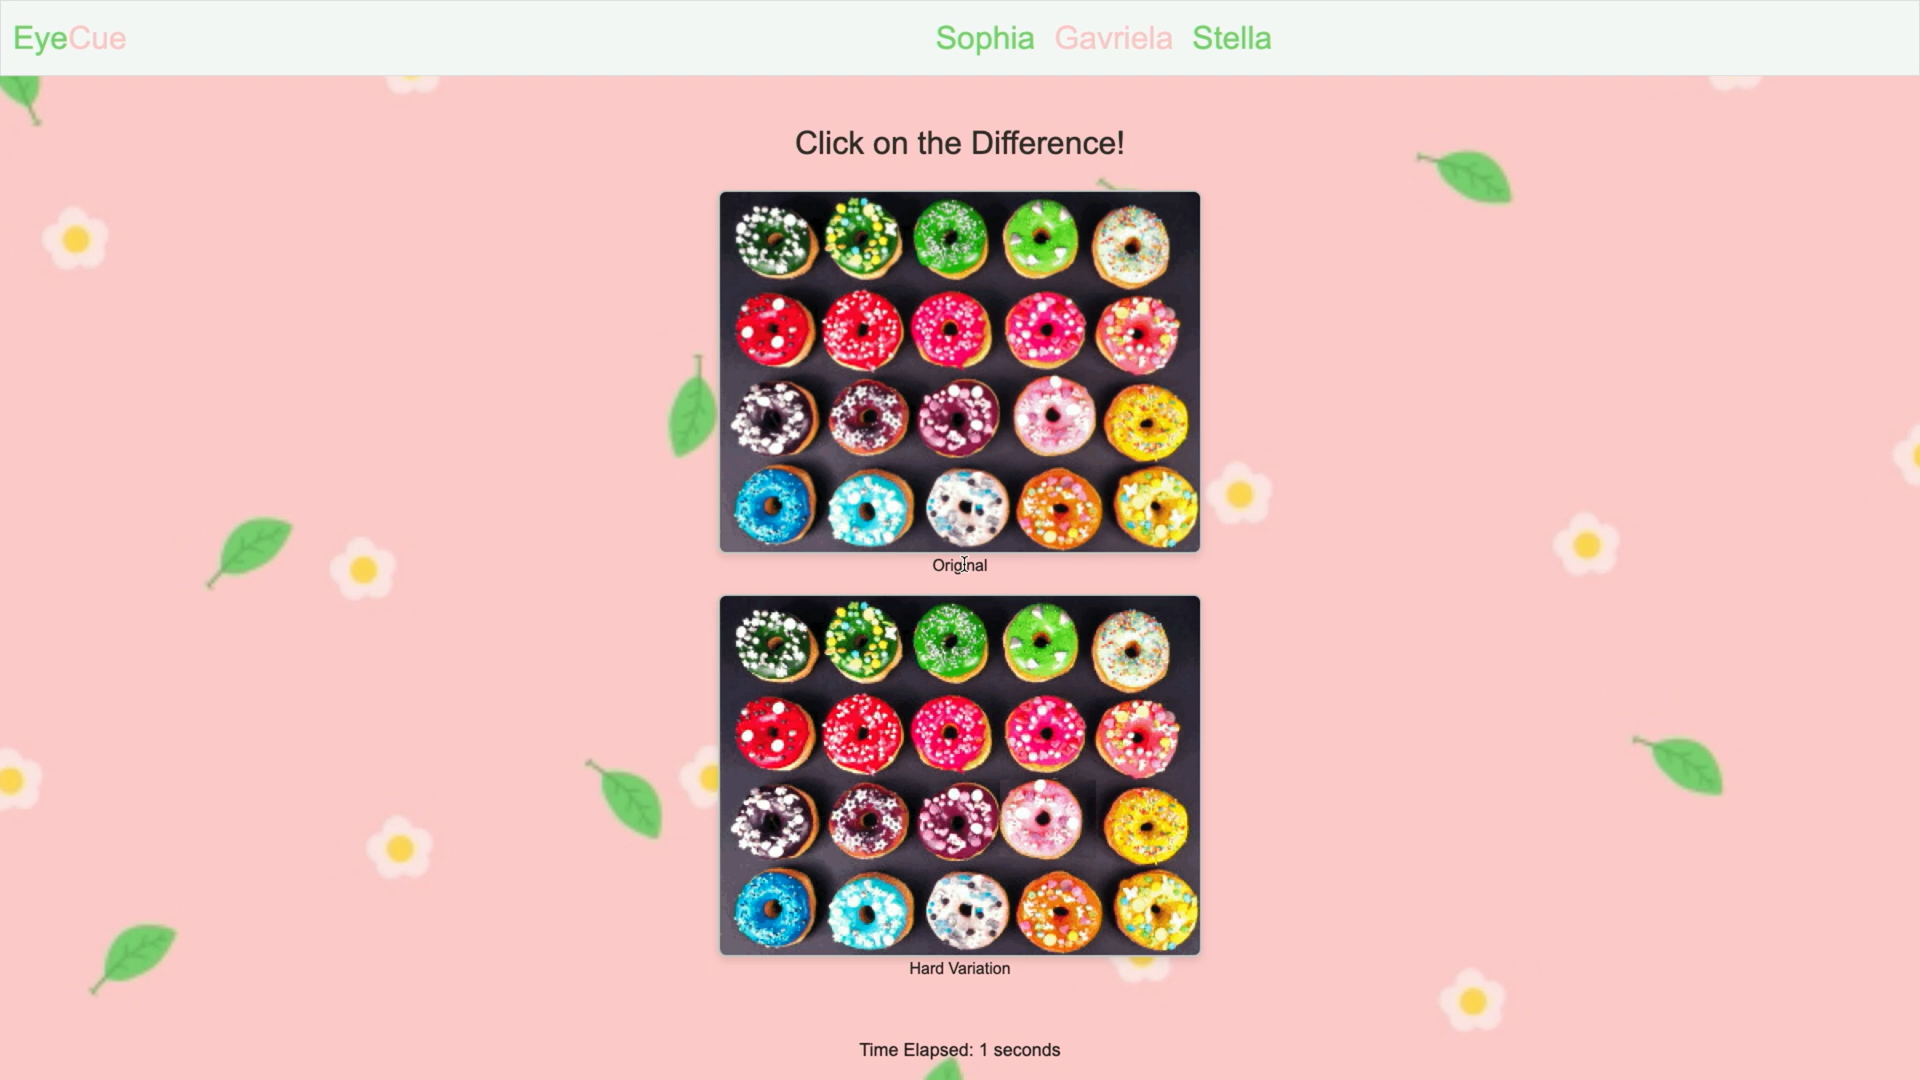 EyeCue
Sophia Gavriela Stella
Click on the Difference!
Original
Hard Variation
Time Elapsed: 1 seconds